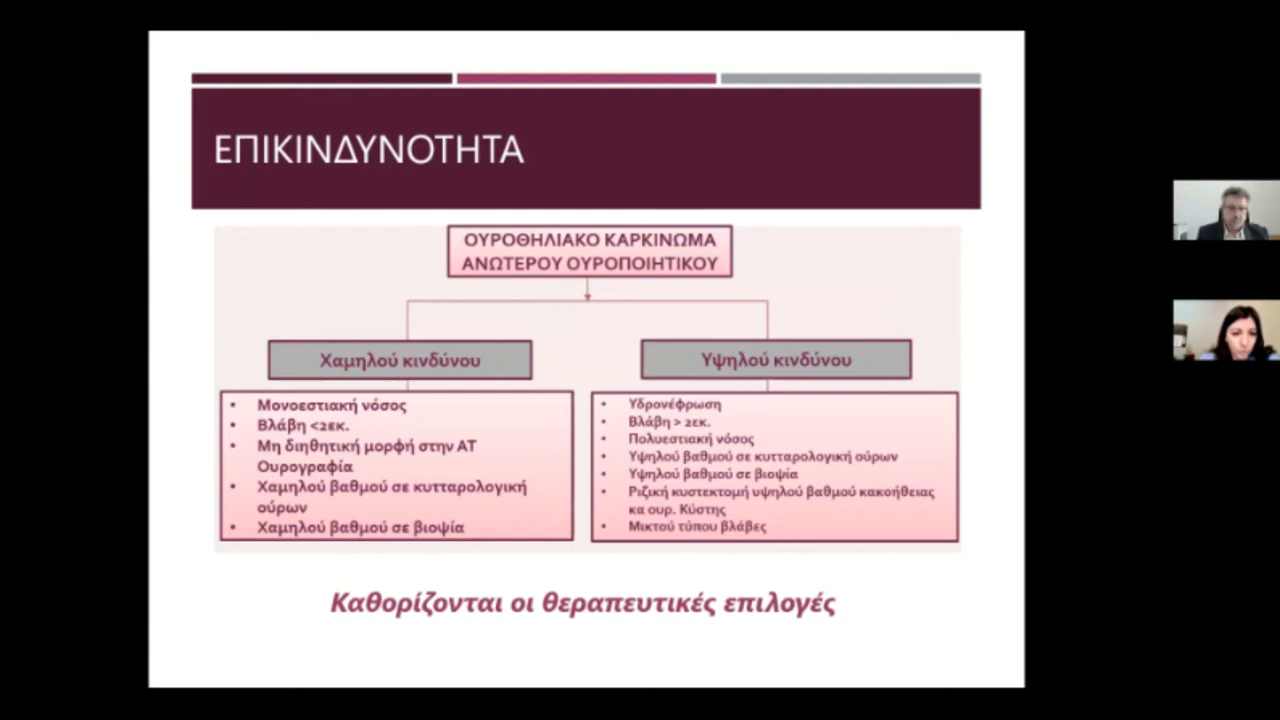 ΕΠΙΚΙΝΔΥΝΟΤΗΤΑ
ΟΥΡΟΘΗΛΙΑΚΟ ΚΑΡΚΙΝΩΜΑ
ΑΝΩΤΕΡΟΥ ΟΥΡΟΠΟΙΗΤΙΚΟΥ
Χαμηλού κινδύνου
• Μονοεστιακή νόσος
• Βλάβη <2εκ.
• Μη διηθητική μορφή στην ΑΤ
Ουρογραφία
• Χαμηλού βαθμού σε κυτταρολογική
ούρων
• Χαμηλού βαθμού σε βιοψία
Υψηλού κινδύνου
• Υδρονέφρωση
• Βλάβη > 2εκ.
• Πολυεστιακή νόσος
• Υψηλού βαθμού σε κυτταρολογική ούρων
• Υψηλού βαθμού σε βιοψία
• Ριζική κυστεκτομή υψηλού βαθμού κακοήθειας
κα ουρ. Κύστης
• Μικτού τύπου βλάβες
Καθορίζονται οι θεραπευτικές επιλογές